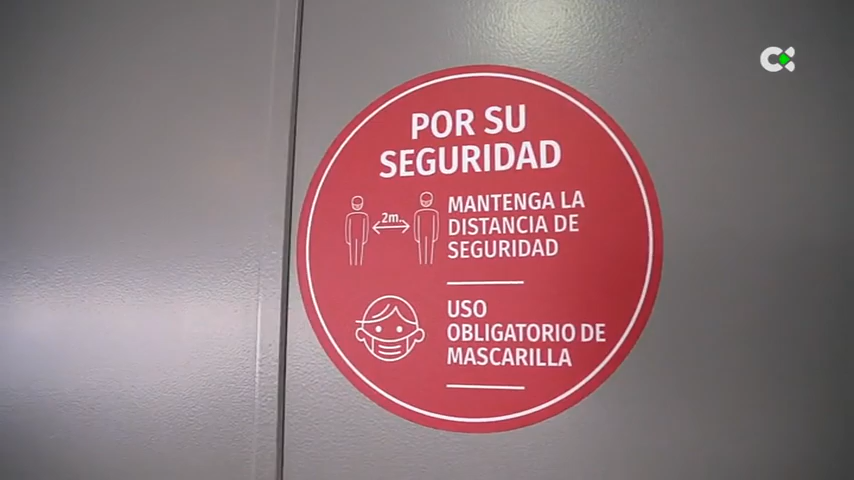 POR SU
SEGURIDAD
2m.
MANTENGA LA
DISTANCIA DE
SEGURIDAD
USO
OBLIGATORIO DE
MASCARILLA